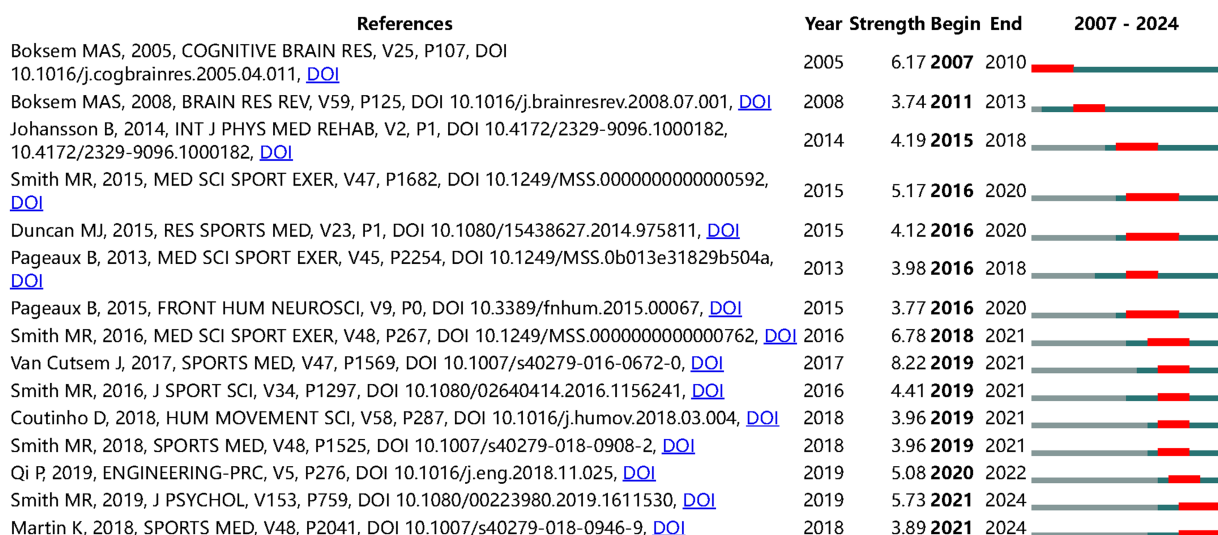 References Year Strength Begin End 2007 - 2024
Boksem MAS, 2005, COGNITIVE BRAIN RES, V25, P107, DOI
10.1016/j.cogbrainres.2005.04.011, DOI 2005 6.17 2007 2010
Boksem MAS, 2008, BRAIN RES REV, V59, P125, DOI 10.1016/j.brainresrev.2008.07.001, DOI 2008 3.74 2011 2013
Johansson B, 2014, INT J PHYS MED REHAB, V2, P1, DOI 10.4172/2329-9096.1000182,
10.4172/2329-9096.1000182, DOI 2014 4.19 2015 2018
Smith MR, 2015, MED SCI SPORT EXER, V47, P1682, DOI 10.1249/MSS.0000000000000592,
DOI 2015 5.17 2016 2020
Duncan MJ, 2015, RES SPORTS MED, V23, P1, DOI 10.1080/15438627.2014.975811, DOI 2015 4.12 2016 2020
Pageaux B, 2013, MED SCI SPORT EXER, V45, P2254, DOI 10.1249/MSS.0b013e31829b504a,
DOI 2013 3.98 2016 2018
Pageaux B, 2015, FRONT HUM NEUROSCI, V9, P0, DOI 10.3389/fnhum.2015.00067, DOI 2015 3.77 2016 2020
Smith MR, 2016, MED SCI SPORT EXER, V48, P267, DOI 10.1249/MSS.0000000000000762, DOI 2016 6.78 2018 2021
Van Cutsem J, 2017, SPORTS MED, V47, P1569, DOI 10.1007/s40279-016-0672-0, DOI 2017 8.22 2019 2021
Smith MR, 2016, J SPORT SCI, V34, P1297, DOI 10.1080/02640414.2016.1156241, DOI 2016 4.41 2019 2021
Coutinho D, 2018, HUM MOVEMENT SCI, V58, P287, DOI 10.1016/j.humov.2018.03.004, DOI 2018 3.96 2019 2021
Smith MR, 2018, SPORTS MED, V48, P1525, DOI 10.1007/s40279-018-0908-2, DOI 2018 3.96 2019 2021
Qi P, 2019, ENGINEERING-PRC, V5, P276, DOI 10.1016/j.eng.2018.11.025, DOI 2019 5.08 2020 2022
Smith MR, 2019, J PSYCHOL, V153, P759, DOI 10.1080/00223980.2019.1611530, DOI 2019 5.73 2021 2024
Martin K, 2018, SPORTS MED, V48, P2041, DOI 10.1007/s40279-018-0946-9, DOI 2018 3.89 2021 2024